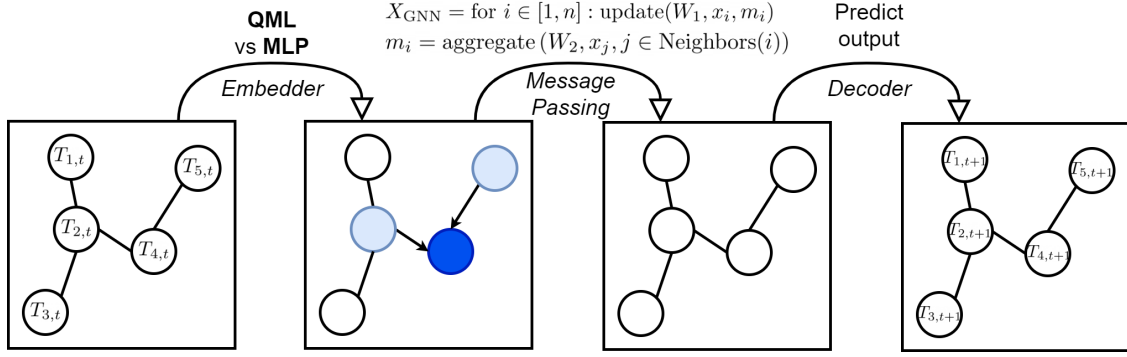 QML
vs MLP
Embedder
X_GNN = for i ∈ [1, n] : update(W_1, x_i, m_i)
m_i = aggregate (W_2, x_j, j ∈ Neighbors(i))
Message
Passing
Predict
output
Decoder
T_{1,t}
T_{5,t}
T_{2,t}
T_{4,t}
T_{3,t}
T_{1,t+1}
T_{5,t+1}
T_{2,t+1}
T_{4,t+1}
T_{3,t+1}